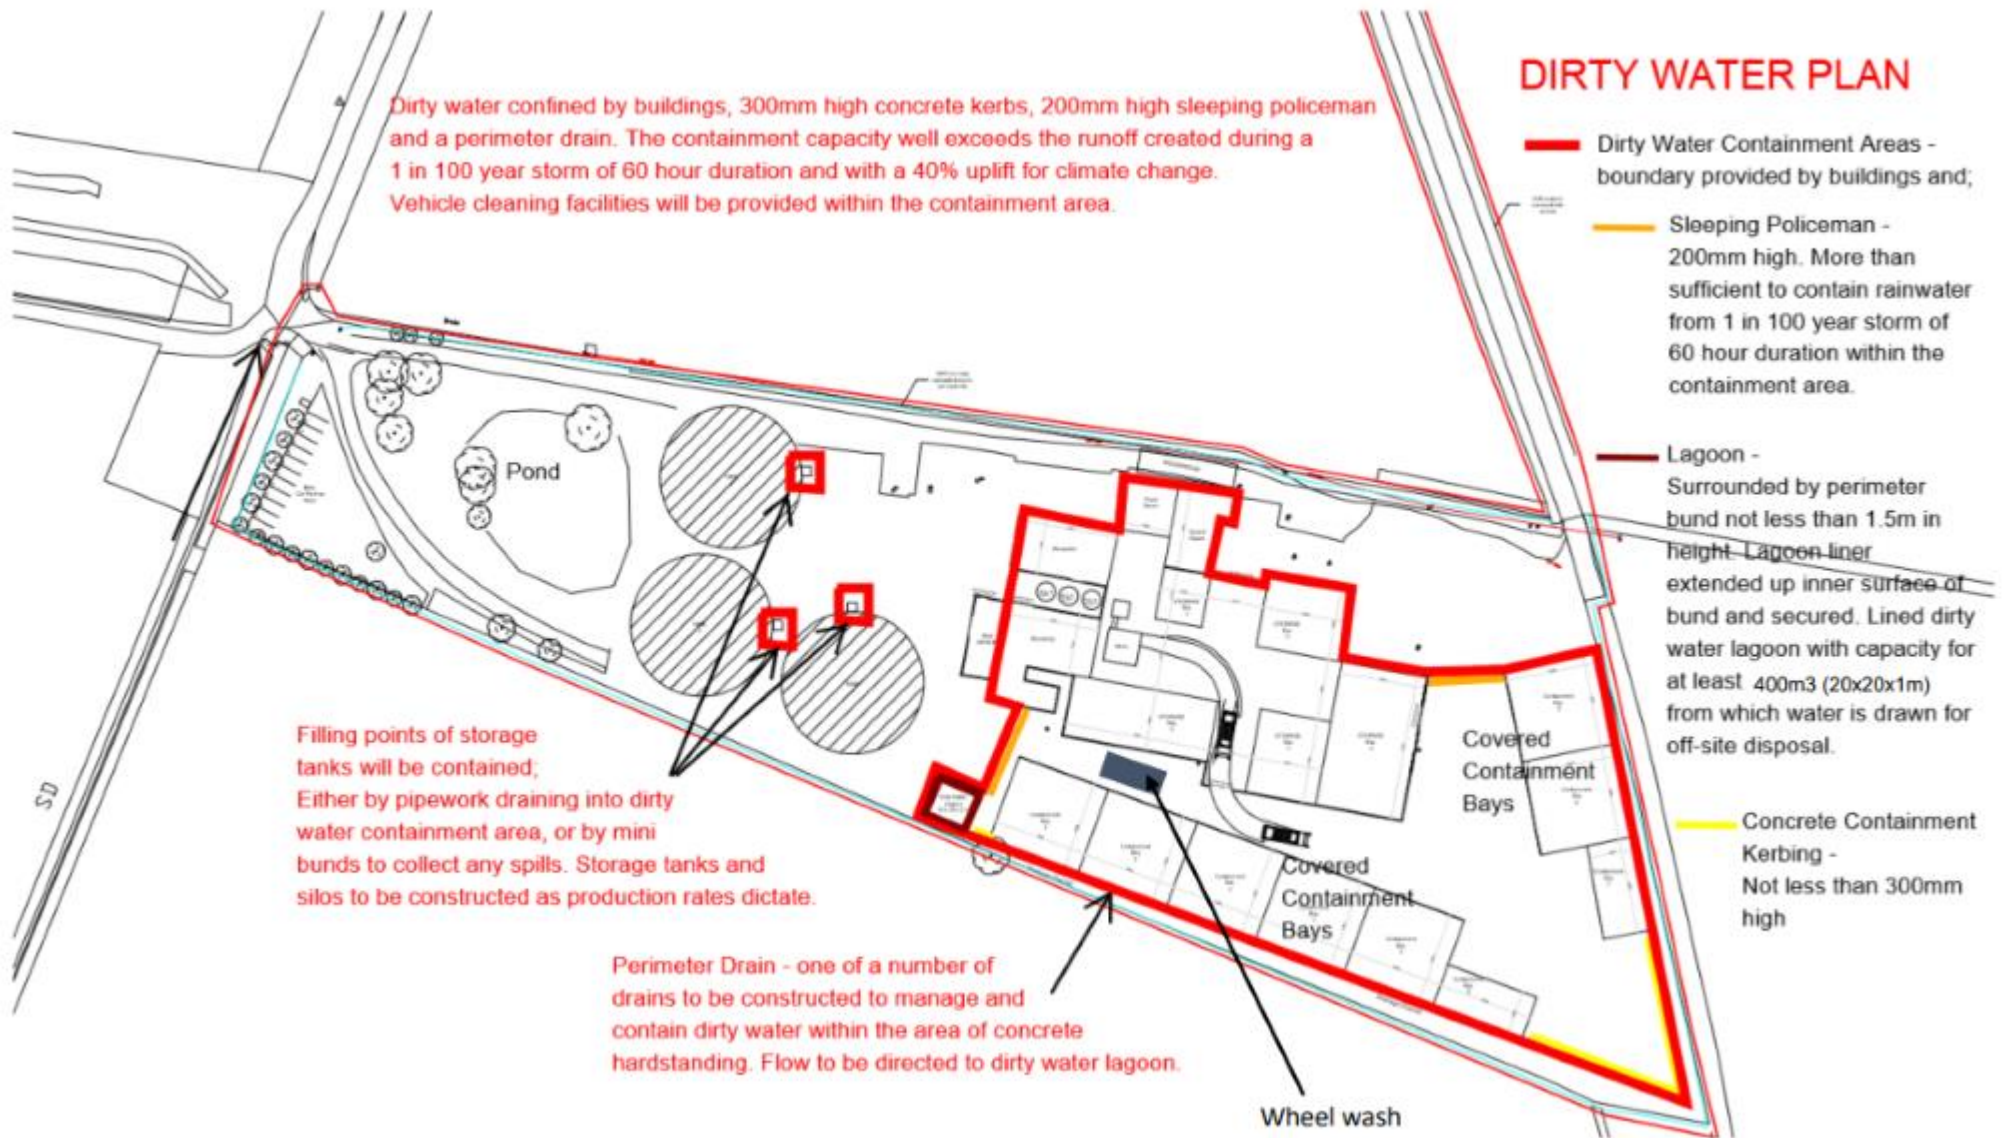 DIRTY WATER PLAN
Dirty water confined by buildings, 300mm high concrete kerbs, 200mm high sleeping policeman
and a perimeter drain. The containment capacity well exceeds the runoff created during a
1 in 100 year storm of 60 hour duration and with a 40% uplift for climate change.
Vehicle cleaning facilities will be provided within the containment area.
Dirty Water Containment Areas -
boundary provided by buildings and;
Sleeping Policeman -
200mm high. More than
sufficient to contain rainwater
from 1 in 100 year storm of
60 hour duration within the
containment area.
Lagoon -
Surrounded by perimeter
bund not less than 1.5m in
height. Lagoon liner
extended up inner surface of
bund and secured. Lined dirty
water lagoon with capacity for
at least 400m3 (20x20x1m)
from which water is drawn for
off-site disposal.
Concrete Containment
Kerbing -
Not less than 300mm
high
Pond
Filling points of storage
tanks will be contained;
Either by pipework draining into dirty
water containment area, or by mini
bunds to collect any spills. Storage tanks and
silos to be constructed as production rates dictate.
Covered
Containment
Bays
Covered
Containment
Bays
Perimeter Drain - one of a number of
drains to be constructed to manage and
contain dirty water within the area of concrete
hardstanding. Flow to be directed to dirty water lagoon.
Wheel wash
SD